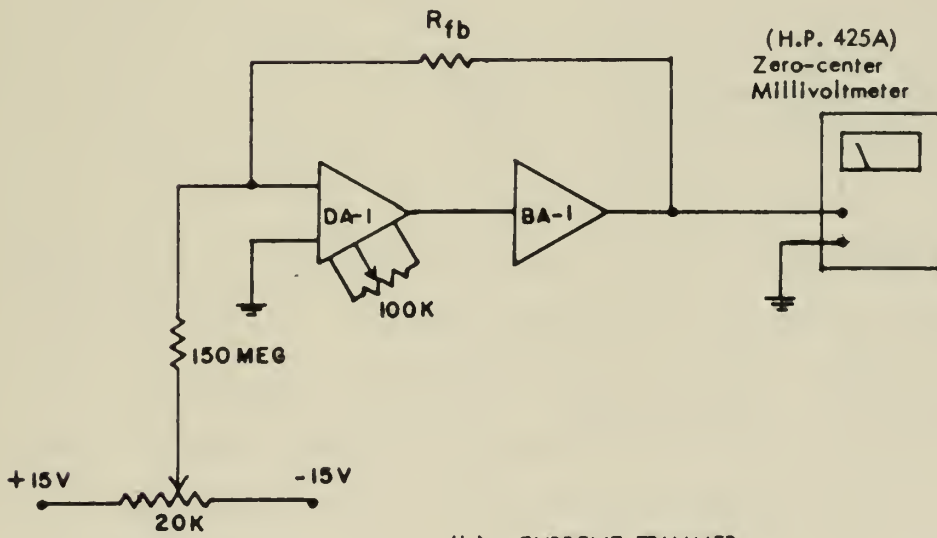 R fb
(H.P. 425A)
Zero-center
Millivoltmeter
DA-1
BA-1
100K
150 MEG
+15V
-15V
20K